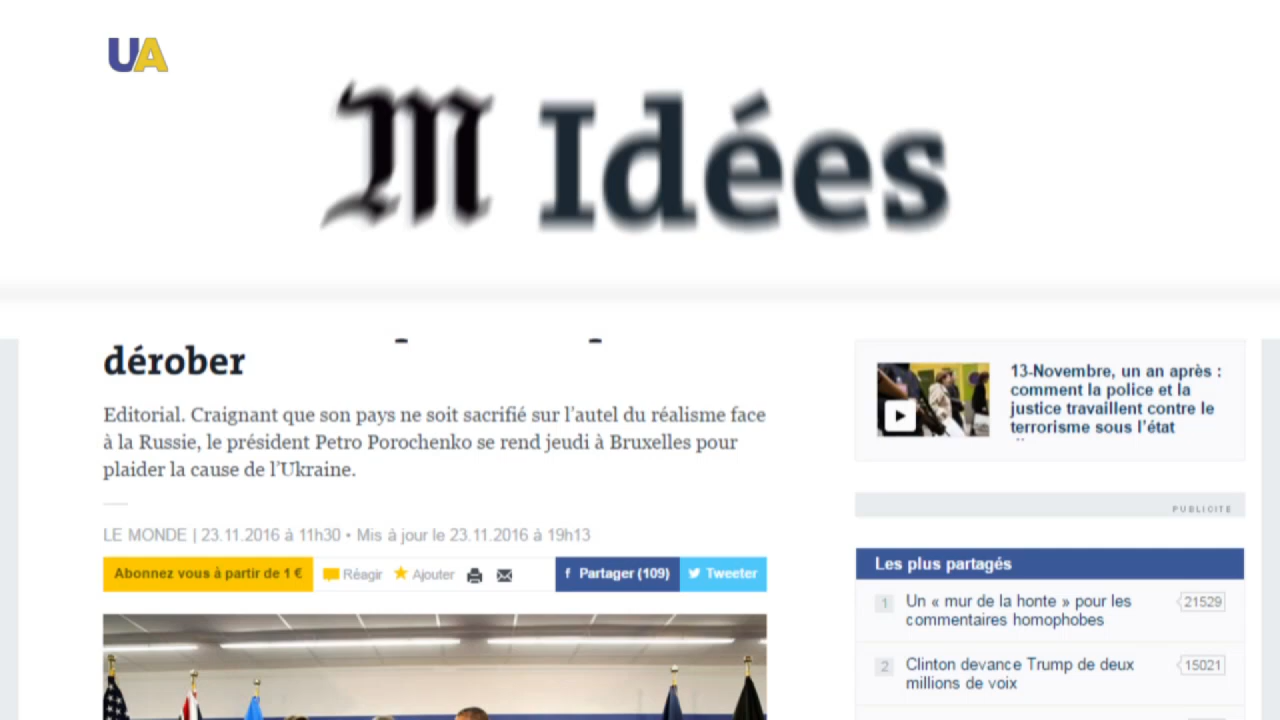 UA
M Idées
dérober
Editorial. Craignant que son pays ne soit sacrifié sur l'autel du réalisme face
à la Russie, le président Petro Porochenko se rend jeudi à Bruxelles pour
plaider la cause de l'Ukraine.
LE MONDE | 23.11.2016 à 11h30 • Mis à jour le 23.11.2016 à 19h13
Abonnez vous à partir de 1 € Réagir Ajouter f Partager (109) Tweeter
13-Novembre, un an après :
comment la police et la
justice travaillent contre le
terrorisme sous l'état
PUBLICITÉ
Les plus partagés
1 Un « mur de la honte » pour les 21529
commentaires homophobes
2 Clinton devance Trump de deux 15021
millions de voix